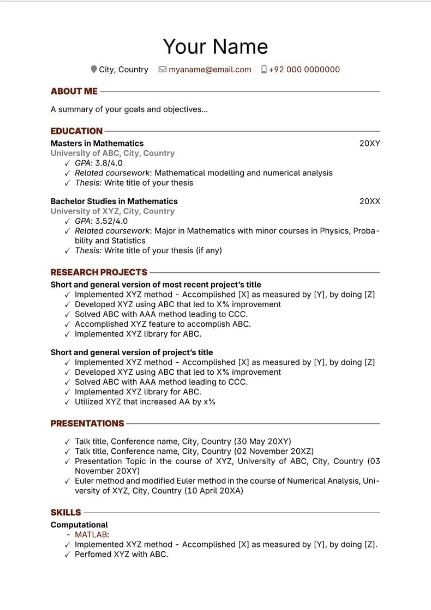 Your Name
City, Country myaname@email.com +92 000 0000000
ABOUT ME
A summary of your goals and objectives...
EDUCATION
Masters in Mathematics 20XY
University of ABC, City, Country
✓ GPA: 3.8/4.0
✓ Related coursework: Mathematical modelling and numerical analysis
✓ Thesis: Write title of your thesis
Bachelor Studies in Mathematics 20XX
University of XYZ, City, Country
✓ GPA: 3.52/4.0
✓ Related coursework: Major in Mathematics with minor courses in Physics, Proba-
bility and Statistics
✓ Thesis: Write title of your thesis (if any)
RESEARCH PROJECTS
Short and general version of most recent project's title
✓ Implemented XYZ method - Accomplished [X] as measured by [Y], by doing [Z]
✓ Developed XYZ using ABC that led to X% improvement
✓ Solved ABC with AAA method leading to CCC.
✓ Accomplished XYZ feature to accomplish ABC.
✓ Implemented XYZ library for ABC.
Short and general version of project's title
✓ Implemented XYZ method - Accomplished [X] as measured by [Y], by doing [Z]
✓ Developed XYZ using ABC that led to X% improvement
✓ Solved ABC with AAA method leading to CCC.
✓ Implemented XYZ library for ABC.
✓ Utilized XYZ that increased AA by x%
PRESENTATIONS
✓ Talk title, Conference name, City, Country (30 May 20XY)
✓ Talk title, Conference name, City, Country (02 November 20XZ)
✓ Presentation Topic in the course of XYZ, University of ABC, City, Country (03
November 20XY)
✓ Euler method and modified Euler method in the course of Numerical Analysis, Uni-
versity of XYZ, City, Country (10 April 20XA)
SKILLS
Computational
- MATLAB:
✓ Implemented XYZ method - Accomplished [X] as measured by [Y], by doing [Z].
✓ Perfomed XYZ with ABC.